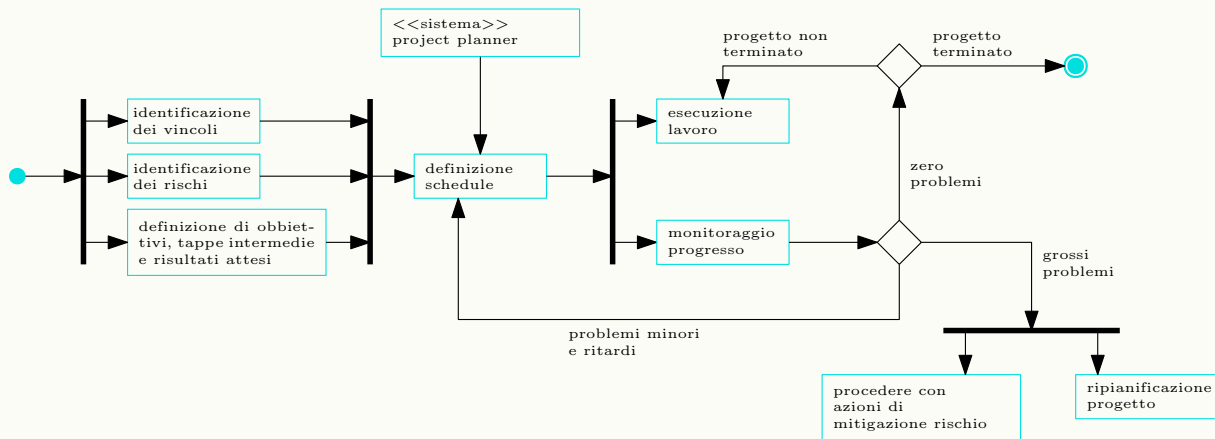 <<sistema>>
project planner
progetto non
terminato
progetto
terminato
identificazione
dei vincoli
esecuzione
lavoro
identificazione
dei rischi
definizione
schedule
zero
problemi
definizione di obbiet-
tivi, tappe intermedie
e risultati attesi
monitoraggio
progresso
grossi
problemi
problemi minori
e ritardi
procedere con
azioni di
mitigazione rischio
ripianificazione
progetto